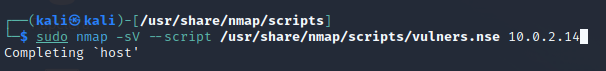 ┌──(kali㉿kali)-[/usr/share/nmap/scripts]
└─$ sudo nmap -sV --script /usr/share/nmap/scripts/vulners.nse 10.0.2.14
Completing `host'